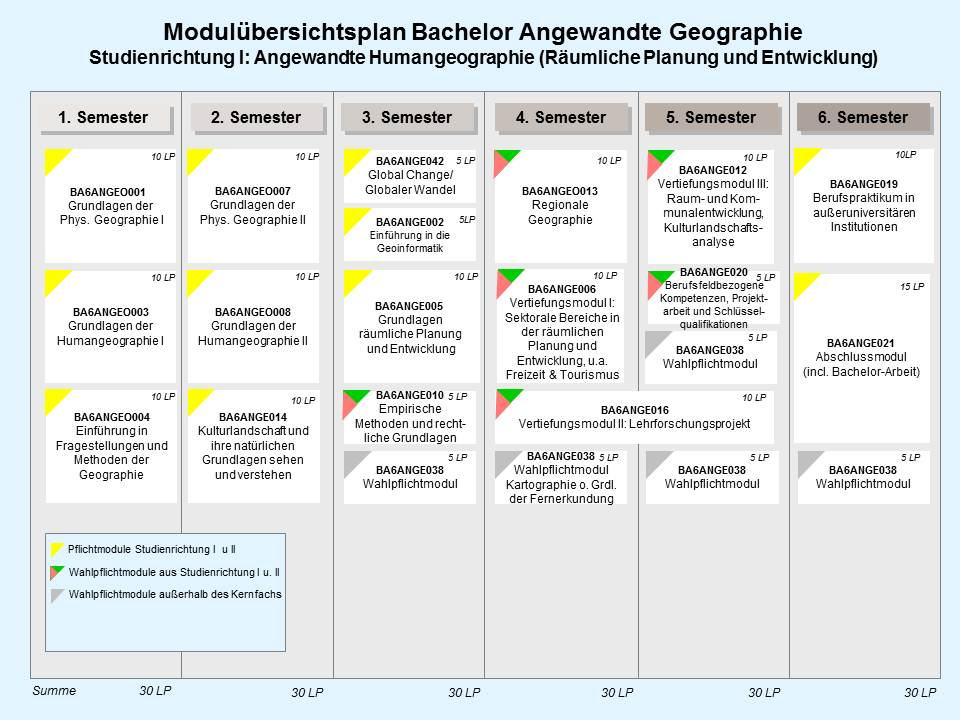 Modulübersichtsplan Bachelor Angewandte Geographie
Studienrichtung I: Angewandte Humangeographie (Räumliche Planung und Entwicklung)
1. Semester
10 LP
BA6ANGEO001
Grundlagen der
Phys. Geographie I
10 LP
BA6ANGEO003
Grundlagen der
Humangeographie I
10 LP
BA6ANGEO004
Einführung in
Fragestellungen und
Methoden der
Geographie
2. Semester
10 LP
BA6ANGEO007
Grundlagen der
Phys. Geographie II
10 LP
BA6ANGEO08
Grundlagen der
Humangeographie II
10 LP
BA6ANGE014
Kulturlandschaft und
ihre natürlichen
Grundlagen sehen
und verstehen
3. Semester
BA6ANGE042 5 LP
Global Change/
Globaler Wandel
BA6ANGE002 5LP
Einführung in die
Geoinformatik
10 LP
BA6ANGE005
Grundlagen
räumliche Planung
und Entwicklung
BA6ANGE010 5 LP
Empirische
Methoden und recht-
liche Grundlagen
5 LP
BA6ANGE038
Wahlpflichtmodul
4. Semester
10 LP
BA6ANGEO013
Regionale
Geographie
10 LP
BA6ANGE006
Vertiefungsmodul I:
Sektorale Bereiche in
der räumlichen
Planung und
Entwicklung, u.a.
Freizeit & Tourismus
10 LP
BA6ANGE016
Vertiefungsmodul II: Lehrforschungsprojekt
BA6ANGE038 5 LP
Wahlpflichtmodul
Kartographie o. Grdl.
der Fernerkundung
5. Semester
10 LP
BA6ANGE012
Vertiefungsmodul III:
Raum- und Kom-
munalentwicklung,
Kulturlandschafts-
analyse
BA6ANGE020
5 LP
Berufsfeldbezogene
Kompetenzen, Projekt-
arbeit und Schlüssel-
qualifikationen
5 LP
BA6ANGE038
Wahlpflichtmodul
5 LP
BA6ANGE038
Wahlpflichtmodul
6. Semester
10LP
BA6ANGE019
Berufspraktikum in
außeruniversitären
Institutionen
15 LP
BA6ANGE021
Abschlussmodul
(incl. Bachelor-Arbeit)
5 LP
BA6ANGE038
Wahlpflichtmodul
Pflichtmodule Studienrichtung I u II
Wahlpflichtmodule aus Studienrichtung I u. II
Wahlpflichtmodule außerhalb des Kernfachs
Summe 30 LP 30 LP 30 LP 30 LP 30 LP 30 LP